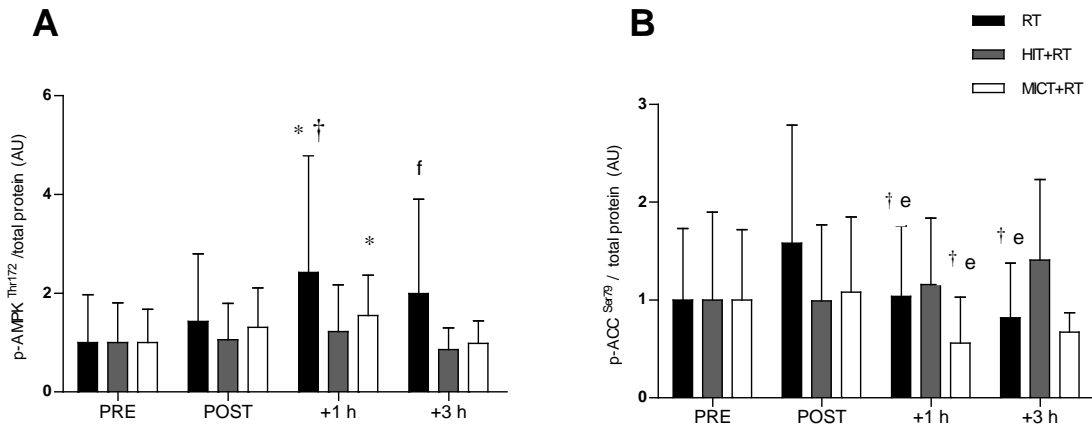 A
p-AMPK Thr172 /total protein (AU)
6
4
2
0
* †
*
f
PRE
POST
+1 h
+3 h
B
RT
HIT+RT
MICT+RT
p-ACC Ser79 / total protein (AU)
3
2
1
0
† e
† e
† e
PRE
POST
+1 h
+3 h